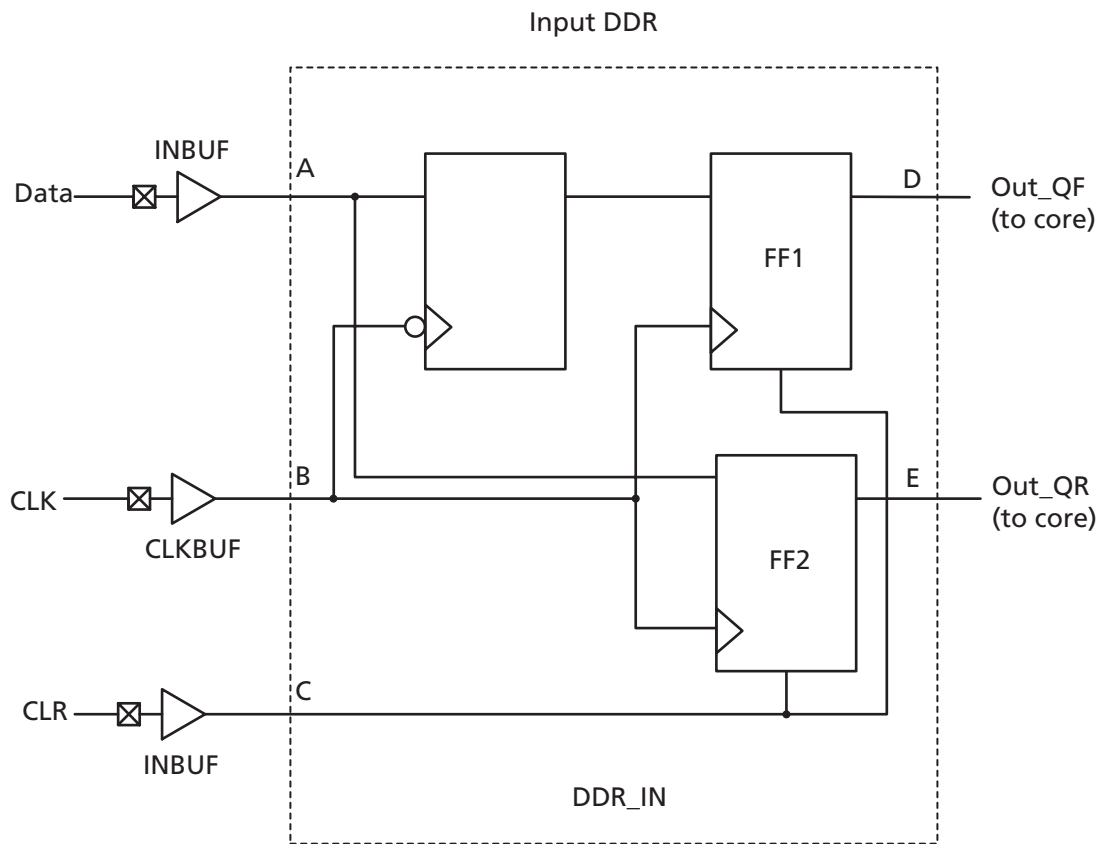 Input DDR
INBUF
A
Data
D
Out_QF
(to core)
FF1
B
CLK
CLKBUF
E
Out_QR
(to core)
FF2
C
CLR
INBUF
DDR_IN